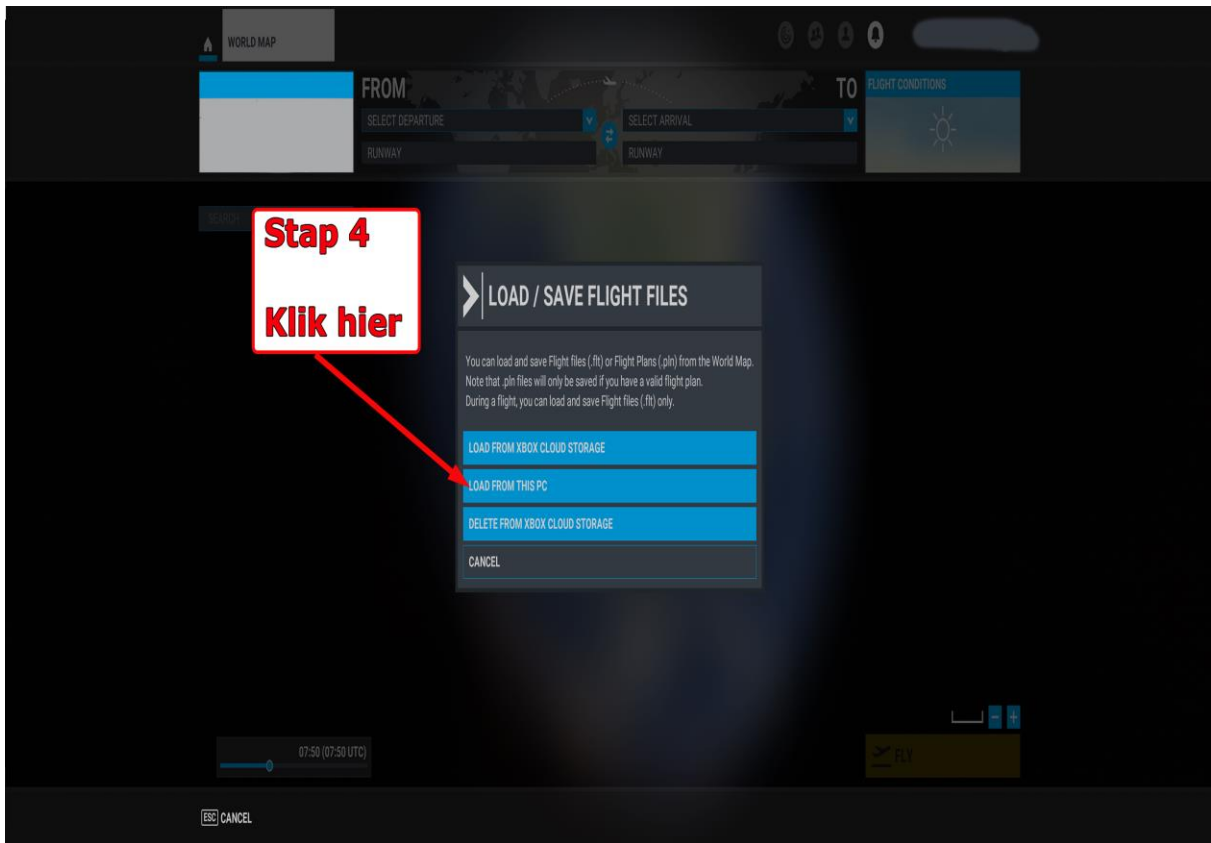 WORLD MAP
FROM
TO
FLIGHT CONDITIONS
SELECT DEPARTURE
SELECT ARRIVAL
RUNWAY
RUNWAY
SEARCH
Stap 4
Klik hier
LOAD / SAVE FLIGHT FILES
You can load and save Flight files (.flt) or Flight Plans (.pln) from the World Map.
Note that .pln files will only be saved if you have a valid flight plan.
During a flight, you can load and save Flight files (.flt) only.
LOAD FROM XBOX CLOUD STORAGE
LOAD FROM THIS PC
DELETE FROM XBOX CLOUD STORAGE
CANCEL
07:50 (07:50 UTC)
FLY
ESC CANCEL